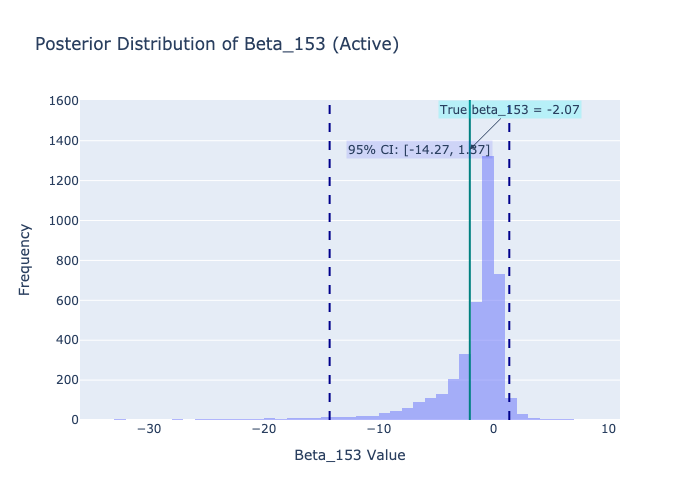 Posterior Distribution of Beta_153 (Active)
1600
True beta_153 = -2.07
1400
95% CI: [-14.27, 1.37]
1200
1000
800
600
400
200
0
Frequency
−30
−20
−10
0
10
Beta_153 Value